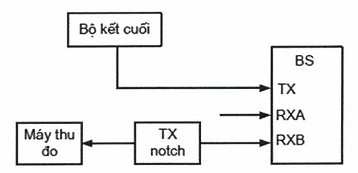 Bộ kết cuối
BS
TX
RXA
Máy thu
đo
TX
notch
RXB